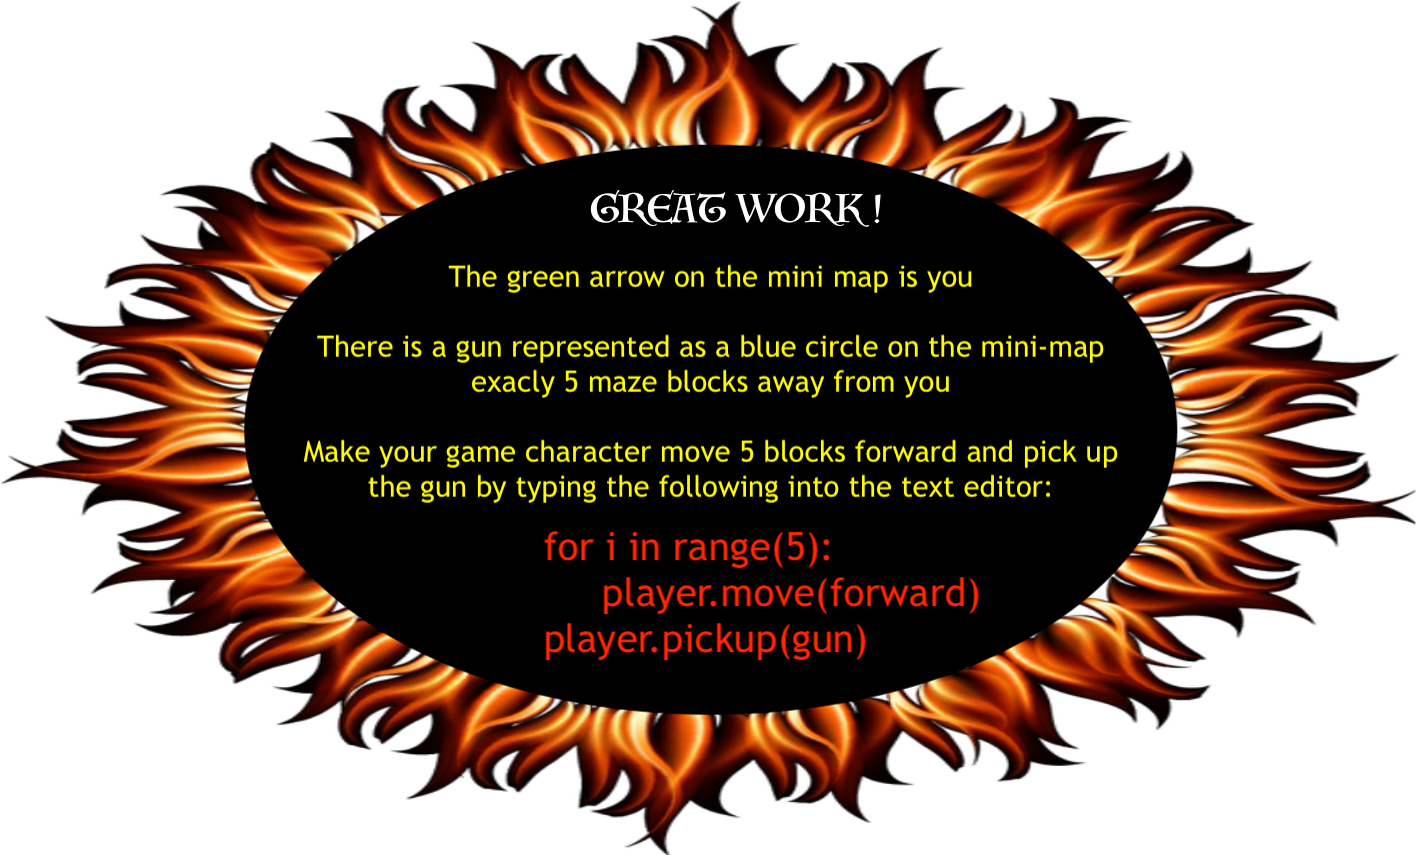 GREAT WORK !
The green arrow on the mini map is you
There is a gun represented as a blue circle on the mini-map
exacly 5 maze blocks away from you
Make your game character move 5 blocks forward and pick up
the gun by typing the following into the text editor:
for i in range(5):
    player.move(forward)
player.pickup(gun)